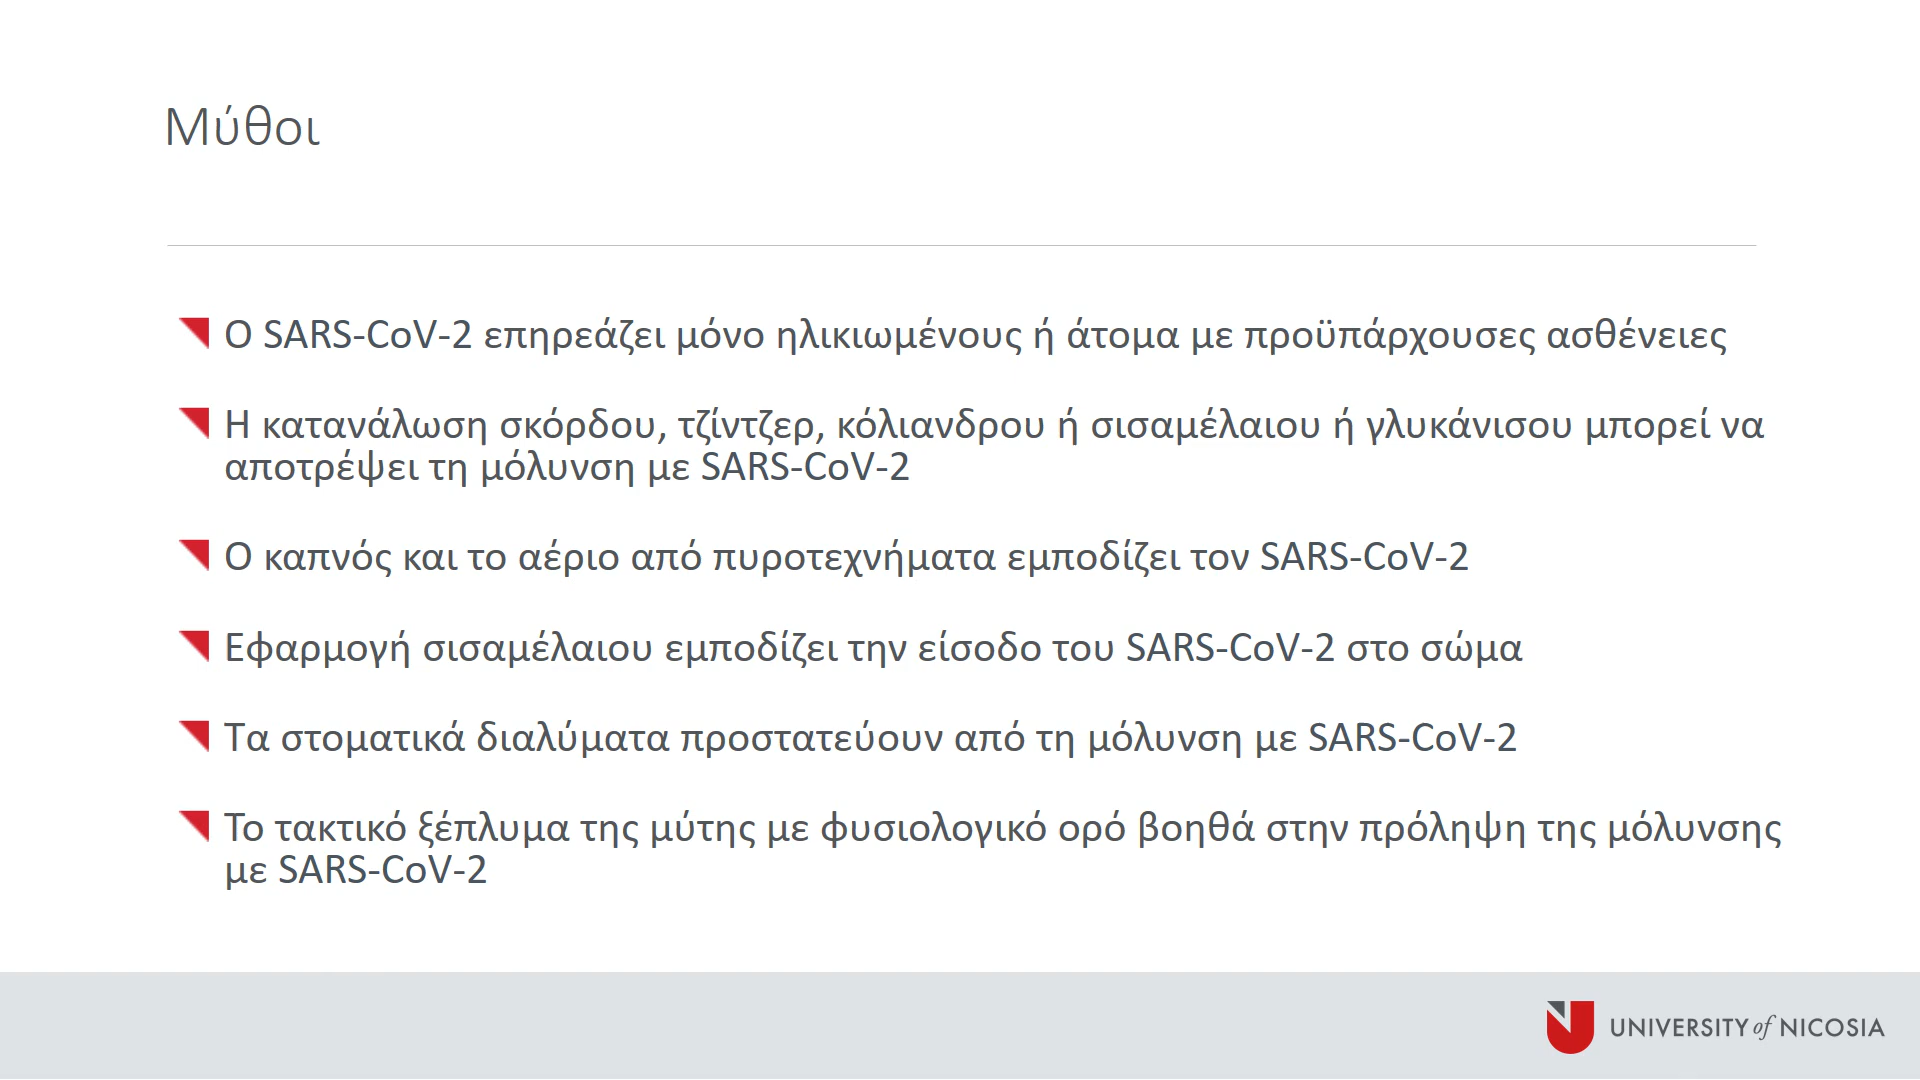 Μύθοι
Ο SARS-CoV-2 επηρεάζει μόνο ηλικιωμένους ή άτομα με προϋπάρχουσες ασθένειες
Η κατανάλωση σκόρδου, τζίντζερ, κόλιανδρου ή σισαμέλαιου ή γλυκάνισου μπορεί να
αποτρέψει τη μόλυνση με SARS-CoV-2
Ο καπνός και το αέριο από πυροτεχνήματα εμποδίζει τον SARS-CoV-2
Εφαρμογή σισαμέλαιου εμποδίζει την είσοδο του SARS-CoV-2 στο σώμα
Τα στοματικά διαλύματα προστατεύουν από τη μόλυνση με SARS-CoV-2
Το τακτικό ξέπλυμα της μύτης με φυσιολογικό ορό βοηθά στην πρόληψη της μόλυνσης
με SARS-CoV-2
UNIVERSITY of NICOSIA